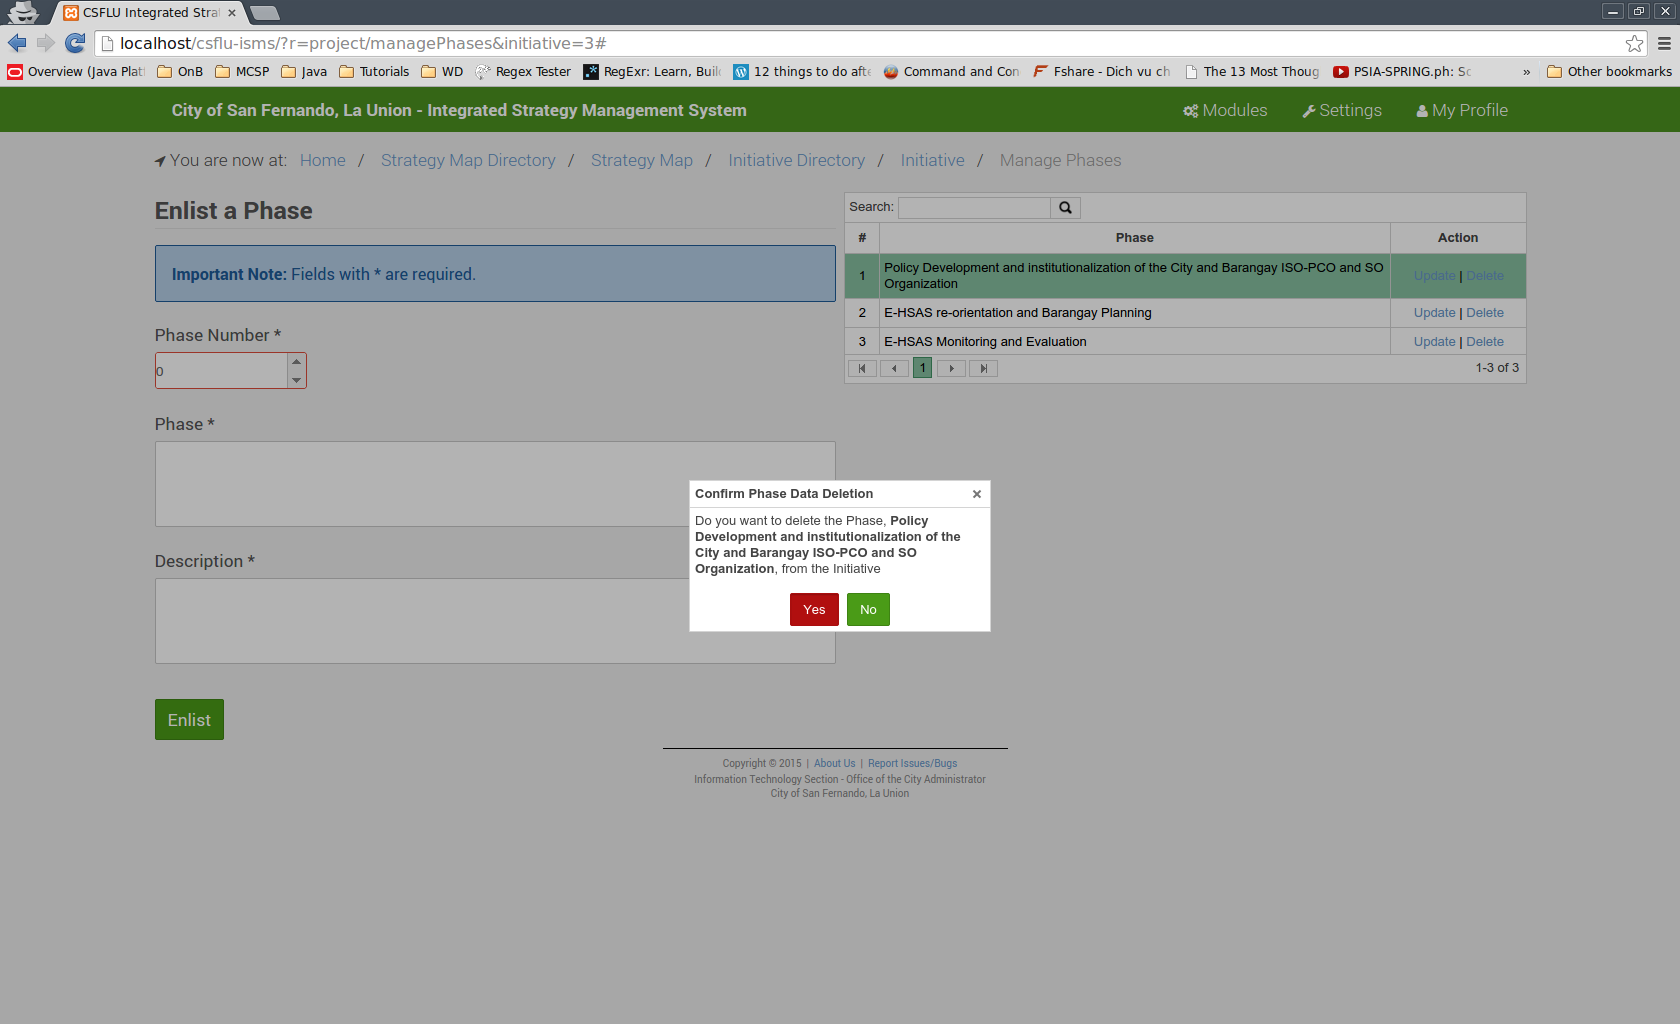 CSFLU Integrated Stra
localhost/csflu-isms/?r=project/managePhases&initiative=3#
Overview (Java Plat OnB MCSP Java Tutorials WD Regex Tester RegExr: Learn, Buil 12 things to do afte Command and Con Fshare - Dich vu ch The 13 Most Thoug PSIA-SPRING.ph: Sc » Other bookmarks
City of San Fernando, La Union - Integrated Strategy Management System Modules Settings My Profile
You are now at: Home / Strategy Map Directory / Strategy Map / Initiative Directory / Initiative / Manage Phases
Enlist a Phase
Important Note: Fields with * are required.
Phase Number *
0
Phase *
Description *
Enlist
Search:
# Phase Action
1 Policy Development and institutionalization of the City and Barangay ISO-PCO and SO Update | Delete
Organization
2 E-HSAS re-orientation and Barangay Planning Update | Delete
3 E-HSAS Monitoring and Evaluation Update | Delete
1 1-3 of 3
Confirm Phase Data Deletion ×
Do you want to delete the Phase, Policy
Development and institutionalization of the
City and Barangay ISO-PCO and SO
Organization, from the Initiative
Yes No
Copyright © 2015 | About Us | Report Issues/Bugs
Information Technology Section - Office of the City Administrator
City of San Fernando, La Union